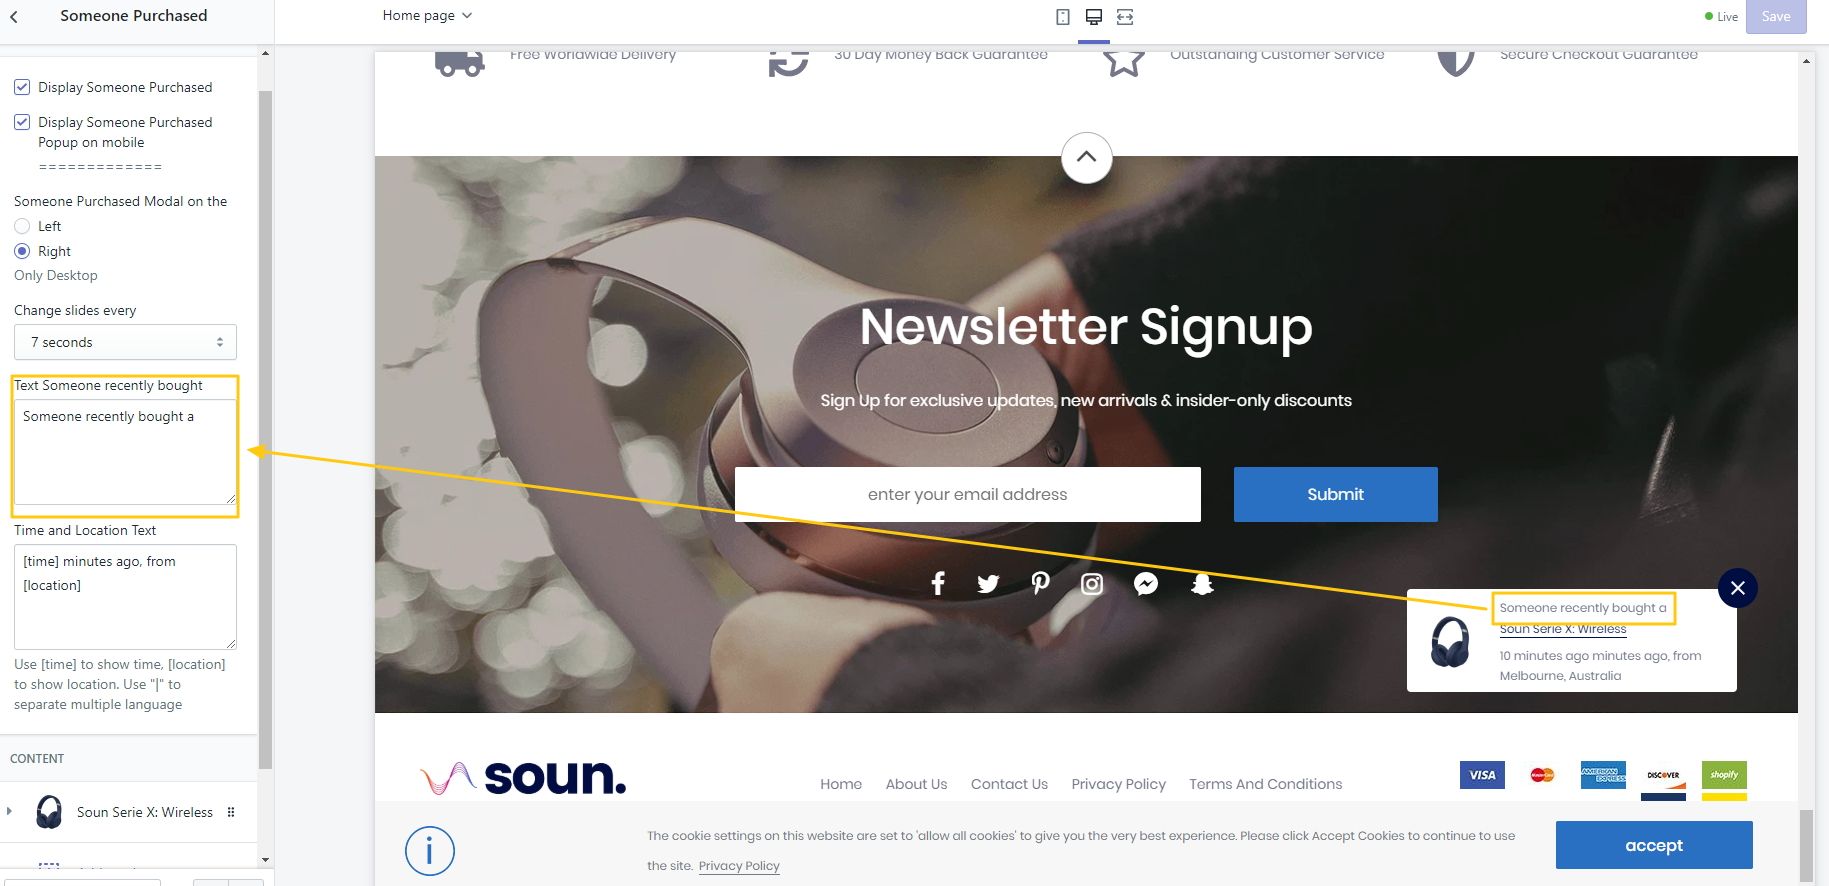 Someone Purchased
Home page
Live
Save
Display Someone Purchased
Display Someone Purchased
Popup on mobile
=============
Someone Purchased Modal on the
Left
Right
Only Desktop
Change slides every
7 seconds
Text Someone recently bought
Someone recently bought a
Time and Location Text
[time] minutes ago, from
[location]
Use [time] to show time, [location]
to show location. Use "|" to
separate multiple language
CONTENT
Soun Serie X: Wireless
Free Worldwide Delivery
30 Day Money Back Guarantee
Outstanding Customer Service
Secure Checkout Guarantee
Newsletter Signup
Sign Up for exclusive updates, new arrivals & insider-only discounts
enter your email address
Submit
Someone recently bought a
Soun Serie X: Wireless
10 minutes ago minutes ago, from
Melbourne, Australia
soun.
Home
About Us
Contact Us
Privacy Policy
Terms And Conditions
VISA
MasterCard
AMERICAN EXPRESS
DISCOVER
shopify
The cookie settings on this website are set to 'allow all cookies' to give you the very best experience. Please click Accept Cookies to continue to use
the site. Privacy Policy
accept